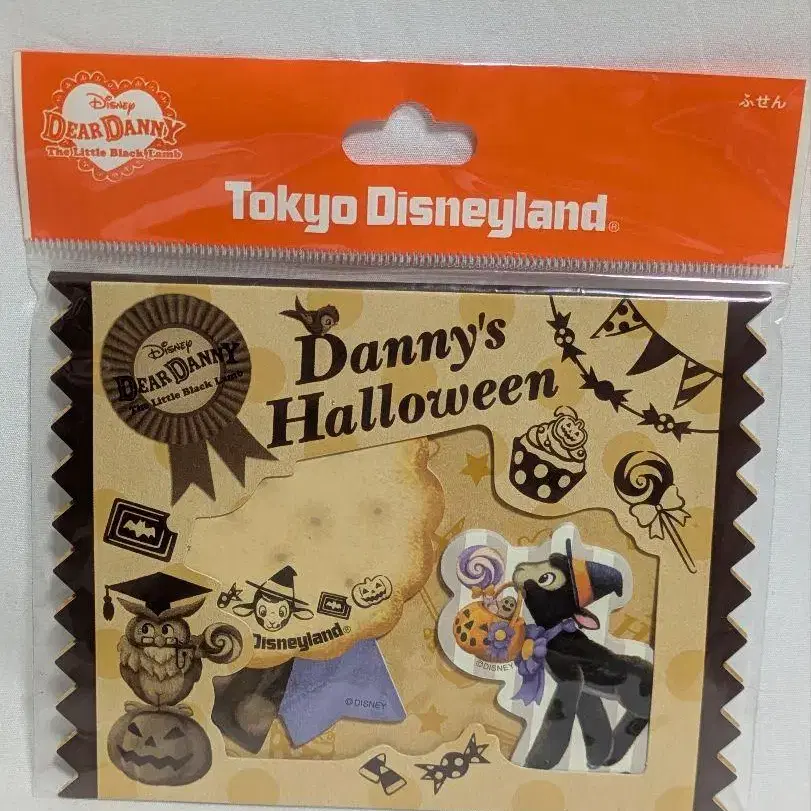 Disney
DEAR DANNY
The Little Black Lamb
ふせん
Tokyo Disneyland®
Disney
DEAR DANNY
The Little Black Lamb
Danny's
Halloween
Disneyland®
©DISNEY
©DISNEY